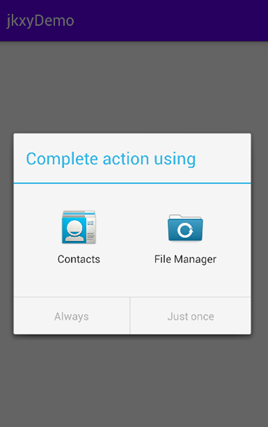 jkxyDemo
Complete action using
Contacts File Manager
Always Just once